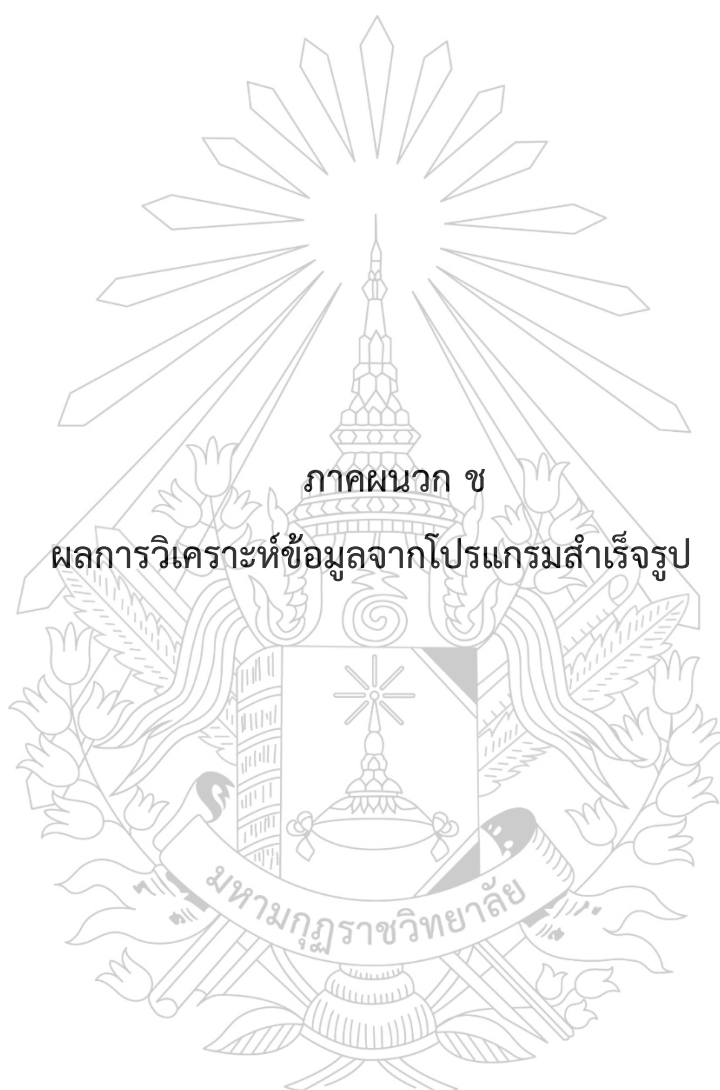 ภาคผนวก ช
ผลการวิเคราะห์ข้อมูลจากโปรแกรมสำเร็จรูป
มหามกุฏราชวิทยาลัย